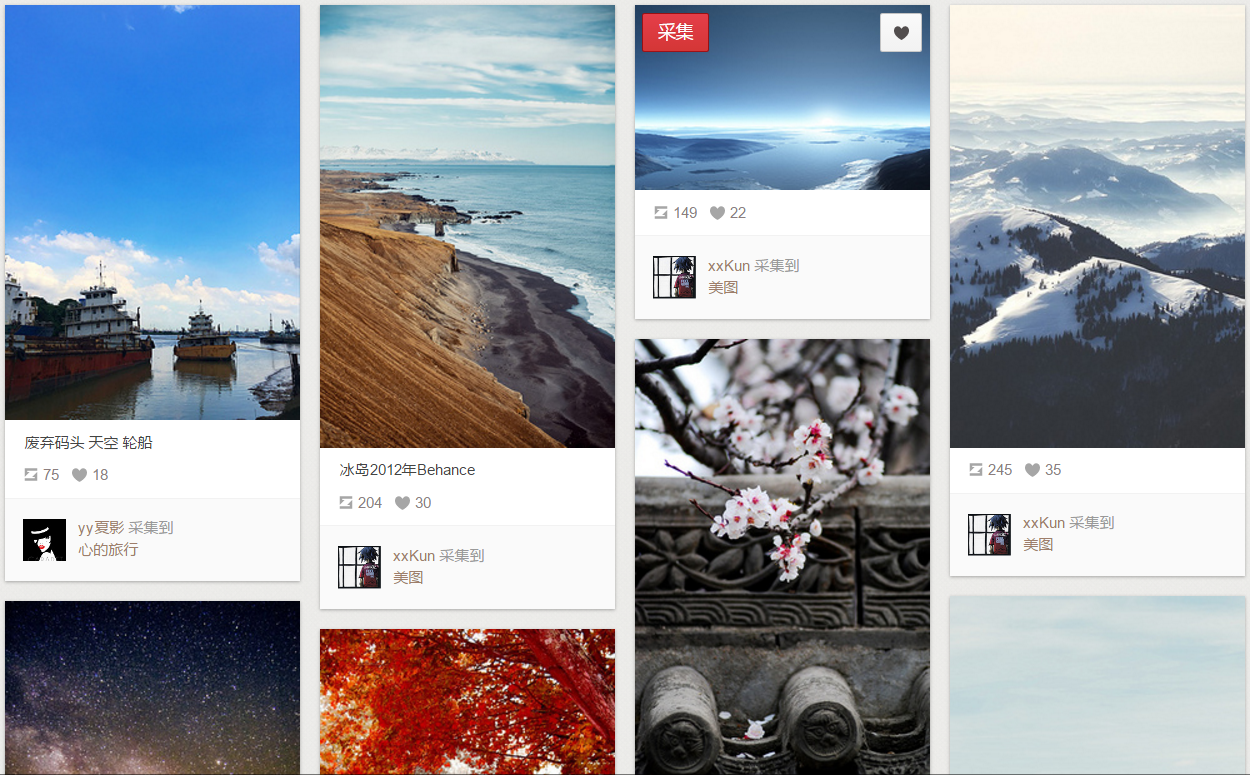 废弃码头 天空 轮船
75 18
yy夏影 采集到
心的旅行
冰岛2012年Behance
204 30
xxKun 采集到
美图
采集
149 22
xxKun 采集到
美图
245 35
xxKun 采集到
美图